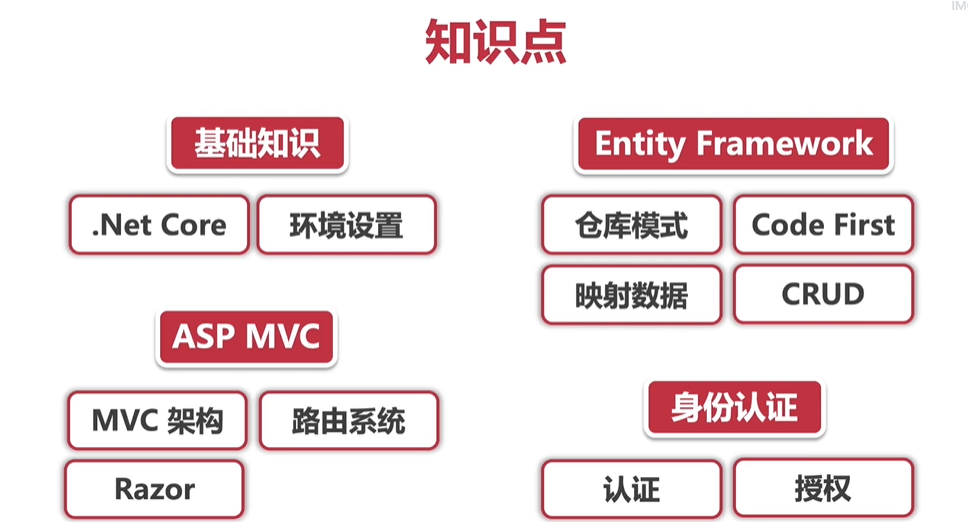 知识点
基础知识
.Net Core
环境设置
ASP MVC
MVC 架构
路由系统
Razor
Entity Framework
仓库模式
Code First
映射数据
CRUD
身份认证
认证
授权